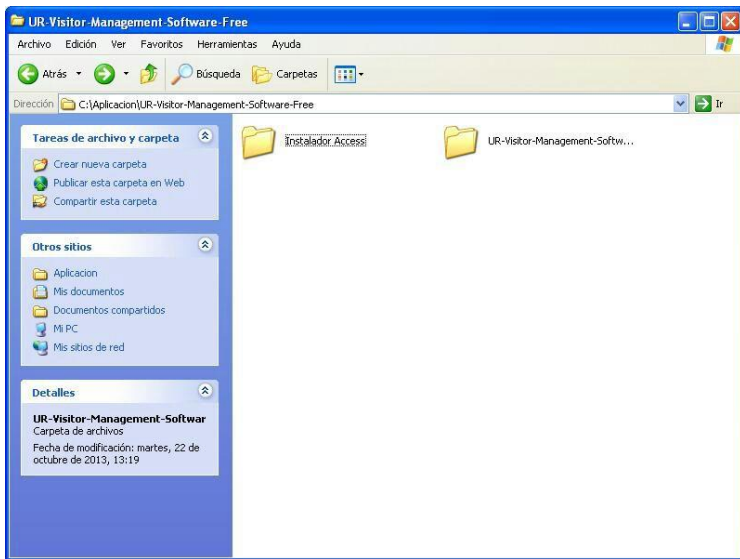 UR-Visitor-Management-Software-Free
Archivo Edición Ver Favoritos Herramientas Ayuda
Atrás Búsqueda Carpetas
Dirección C:\Aplicacion\UR-Visitor-Management-Software-Free Ir
Tareas de archivo y carpeta
Crear nueva carpeta
Publicar esta carpeta en Web
Compartir esta carpeta
Otros sitios
Aplicacion
Mis documentos
Documentos compartidos
Mi PC
Mis sitios de red
Detalles
UR-Visitor-Management-Softwar
Carpeta de archivos
Fecha de modificación: martes, 22 de
octubre de 2013, 13:19
Instalador Access
UR-Visitor-Management-Softw...